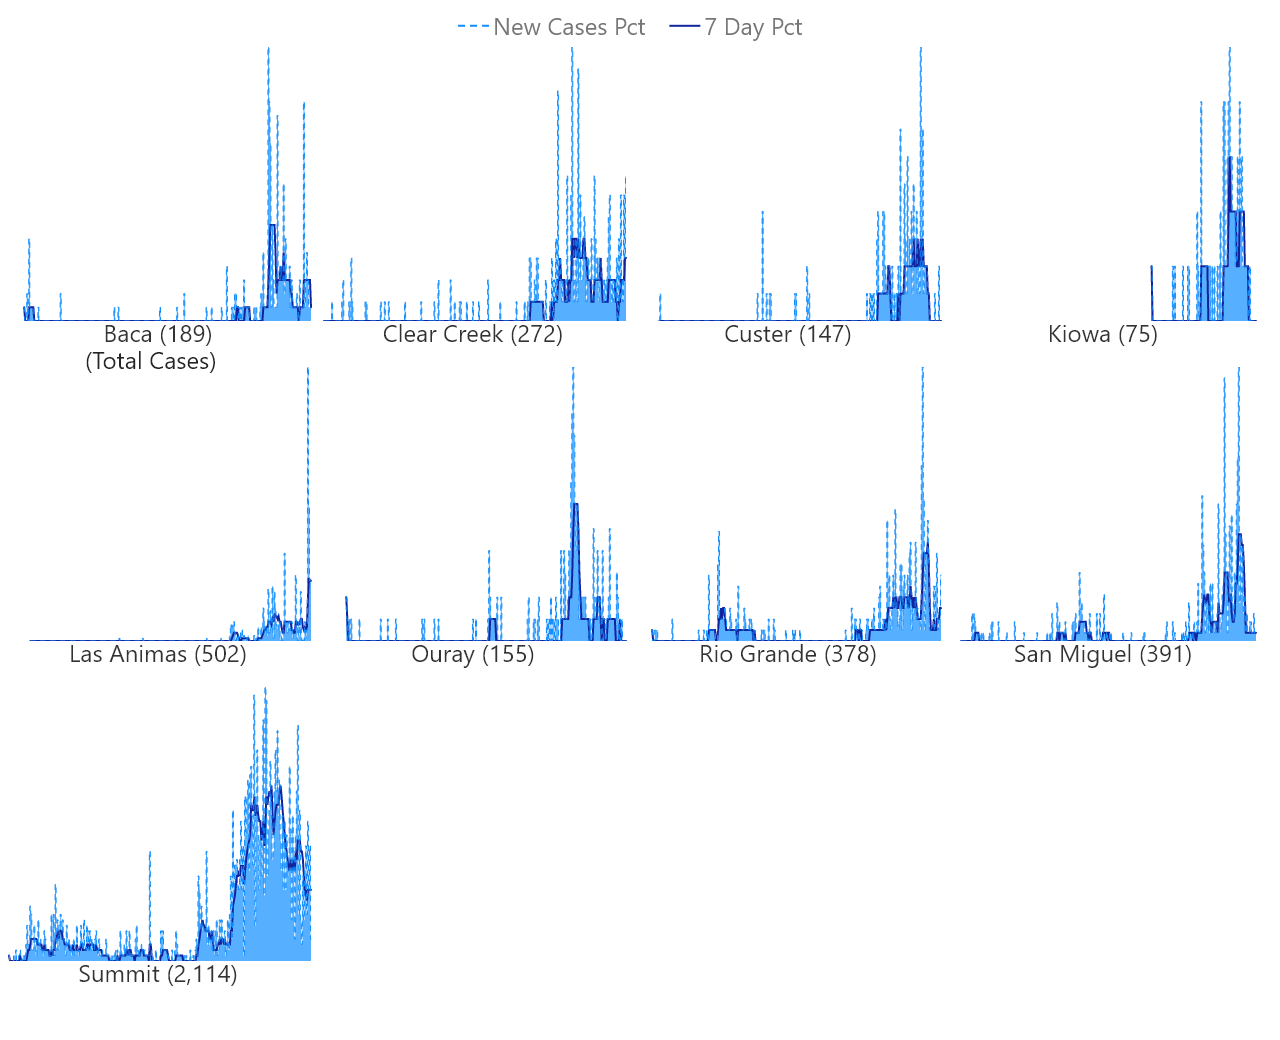 New Cases Pct 7 Day Pct
Baca (189) Clear Creek (272) Custer (147) Kiowa (75)
(Total Cases)
Las Animas (502) Ouray (155) Rio Grande (378) San Miguel (391)
Summit (2,114)